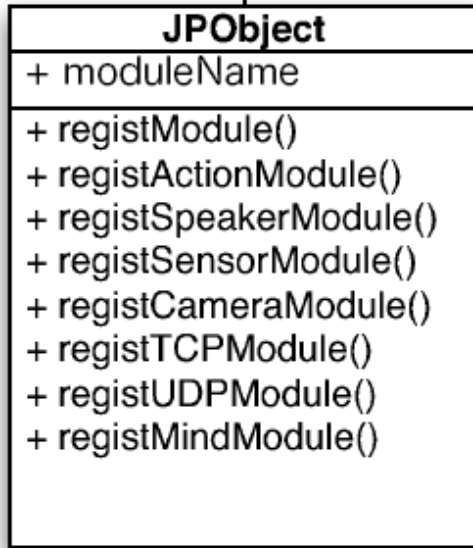 JPObject
+ moduleName
+ registModule()
+ registActionModule()
+ registSpeakerModule()
+ registSensorModule()
+ registCameraModule()
+ registTCPModule()
+ registUDPModule()
+ registMindModule()